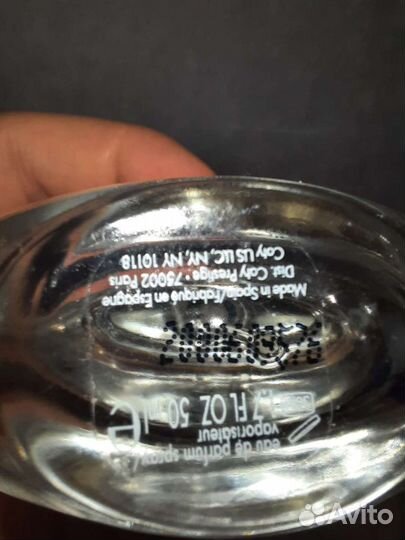 eau de parfum spray/
vaporisateur
1.7 FL OZ 50 ml e
Made in Spain/Fabriqué en Espagne
Dist. Coty Prestige • 75002 Paris
Coty US LLC, NY, NY 10118
Avito